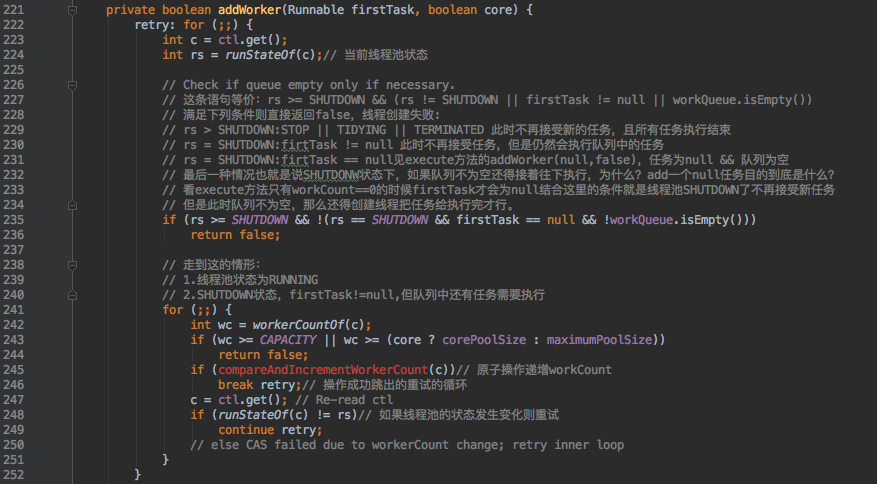 221 private boolean addWorker(Runnable firstTask, boolean core) {
222 retry: for (;;) {
223 int c = ctl.get();
224 int rs = runStateOf(c);// 当前线程池状态
225
226 // Check if queue empty only if necessary.
227 // 这条语句等价：rs >= SHUTDOWN && (rs != SHUTDOWN || firstTask != null || workQueue.isEmpty())
228 // 满足下列条件则直接返回false，线程创建失败:
229 // rs > SHUTDOWN:STOP || TIDYING || TERMINATED 此时不再接受新的任务，且所有任务执行结束
230 // rs = SHUTDOWN:firtTask != null 此时不再接受任务，但是仍然会执行队列中的任务
231 // rs = SHUTDOWN:firtTask == null见execute方法的addWorker(null,false)，任务为null && 队列为空
232 // 最后一种情况也就是说SHUTDONW状态下，如果队列不为空还得接着往下执行，为什么？add一个null任务目的到底是什么？
233 // 看execute方法只有workCount==0的时候firstTask才会为null结合这里的条件就是线程池SHUTDOWN了不再接受新任务
234 // 但是此时队列不为空，那么还得创建线程把任务给执行完才行。
235 if (rs >= SHUTDOWN && !(rs == SHUTDOWN && firstTask == null && !workQueue.isEmpty()))
236 return false;
237
238 // 走到这的情形：
239 // 1.线程池状态为RUNNING
240 // 2.SHUTDOWN状态，firstTask!=null,但队列中还有任务需要执行
241 for (;;) {
242 int wc = workerCountOf(c);
243 if (wc >= CAPACITY || wc >= (core ? corePoolSize : maximumPoolSize))
244 return false;
245 if (compareAndIncrementWorkerCount(c))// 原子操作递增workCount
246 break retry;// 操作成功跳出的重试的循环
247 c = ctl.get(); // Re-read ctl
248 if (runStateOf(c) != rs)// 如果线程池的状态发生变化则重试
249 continue retry;
250 // else CAS failed due to workerCount change; retry inner loop
251 }
252 }